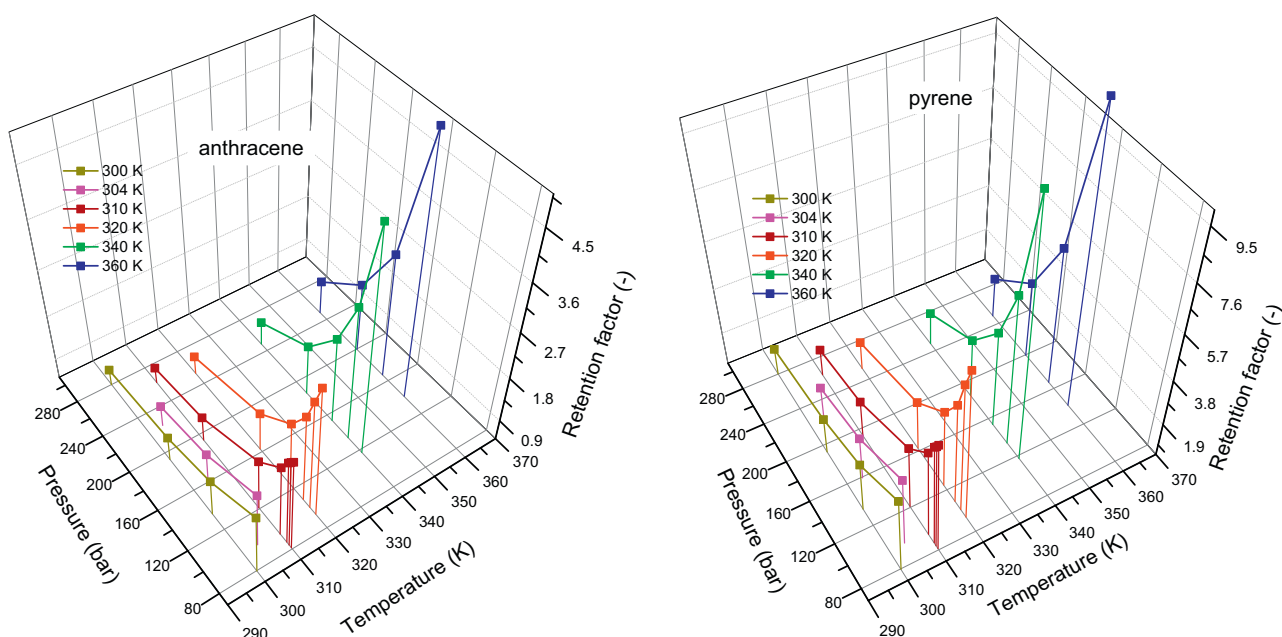 anthracene
300 K
304 K
310 K
320 K
340 K
360 K
4.5
3.6
2.7
1.8
0.9
Retention factor (-)
280
240
200
160
120
80
Pressure (bar)
290
300
310
320
330
340
350
360
370
Temperature (K)
pyrene
300 K
304 K
310 K
320 K
340 K
360 K
9.5
7.6
5.7
3.8
1.9
Retention factor (-)
280
240
200
160
120
80
Pressure (bar)
290
300
310
320
330
340
350
360
370
Temperature (K)